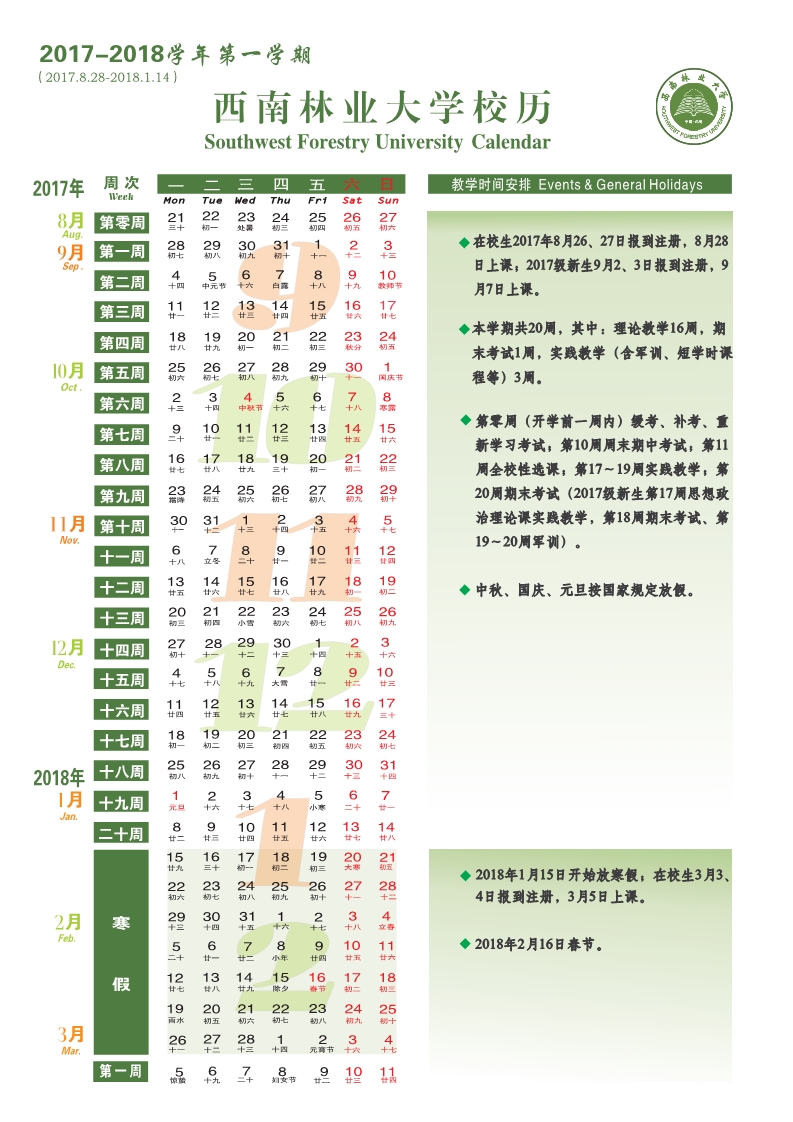 2017-2018学年第一学期
(2017.8.28-2018.1.14)
西南林业大学校历
Southwest Forestry University Calendar
西南林业大学
SOUTHWEST FORESTRY UNIVERSITY
2017年 周次 一 二 三 四 五 六 日
Week Mon Tue Wed Thu Fri Sat Sun
8月 第零周 21 22 23 24 25 26 27
Aug. 三十 初一 处暑 初三 初四 初五 初六
9月 第一周 28 29 30 31 1 2 3
Sep. 初七 初八 初九 初十 十一 十二 十三
第二周 4 5 6 7 8 9 10
十四 中元节 十六 白露 十八 十九 教师节
第三周 11 12 13 14 15 16 17
廿一 廿二 廿三 廿四 廿五 廿六 廿七
第四周 18 19 20 21 22 23 24
廿八 廿九 初一 初二 初三 秋分 初五
10月 第五周 25 26 27 28 29 30 1
Oct. 初六 初七 初八 初九 初十 十一 国庆节
第六周 2 3 4 5 6 7 8
十三 十四 中秋节 十六 十七 十八 寒露
第七周 9 10 11 12 13 14 15
二十 廿一 廿二 廿三 廿四 廿五 廿六
第八周 16 17 18 19 20 21 22
廿七 廿八 廿九 三十 初一 初二 初三
第九周 23 24 25 26 27 28 29
霜降 初五 初六 初七 初八 初九 初十
11月 第十周 30 31 1 2 3 4 5
Nov. 十一 十二 十三 十四 十五 十六 十七
十一周 6 7 8 9 10 11 12
十八 立冬 二十 廿一 廿二 廿三 廿四
十二周 13 14 15 16 17 18 19
廿五 廿六 廿七 廿八 廿九 初一 初二
十三周 20 21 22 23 24 25 26
初三 初四 小雪 初六 初七 初八 初九
12月 十四周 27 28 29 30 1 2 3
Dec. 初十 十一 十二 十三 十四 十五 十六
十五周 4 5 6 7 8 9 10
十七 十八 十九 大雪 廿一 廿二 廿三
十六周 11 12 13 14 15 16 17
廿四 廿五 廿六 廿七 廿八 廿九 三十
十七周 18 19 20 21 22 23 24
初一 初二 初三 初四 初五 初六 初七
2018年 十八周 25 26 27 28 29 30 31
初八 初九 初十 十一 十二 十三 十四
1月 十九周 1 2 3 4 5 6 7
Jan. 元旦 十六 十七 十八 小寒 二十 廿一
二十周 8 9 10 11 12 13 14
廿二 廿三 廿四 廿五 廿六 廿七 廿八
寒假
15 16 17 18 19 20 21
廿九 三十 初一 初二 初三 大寒 初五
22 23 24 25 26 27 28
初六 初七 初八 初九 初十 十一 十二
2月 29 30 31 1 2 3 4
Feb. 十三 十四 十五 十六 十七 十八 立春
5 6 7 8 9 10 11
二十 廿一 廿二 小年 廿四 廿五 廿六
12 13 14 15 16 17 18
廿七 廿八 廿九 除夕 春节 初二 初三
19 20 21 22 23 24 25
雨水 初五 初六 初七 初八 初九 初十
3月 26 27 28 1 2 3 4
Mar. 十一 十二 十三 十四 元宵节 十六 十七
第一周 5 6 7 8 9 10 11
惊蛰 十九 二十 妇女节 廿二 廿三 廿四
9
10
11
12
1
2
教学时间安排 Events & General Holidays
◆ 在校生2017年8月26、27日报到注册，8月28
日上课；2017级新生9月2、3日报到注册，9
月7日上课。
◆ 本学期共20周，其中：理论教学16周，期
末考试1周，实践教学（含军训、短学时课
程等）3周。
◆ 第零周（开学前一周内）缓考、补考、重
新学习考试；第10周周末期中考试；第11
周全校性选课；第17～19周实践教学；第
20周期末考试（2017级新生第17周思想政
治理论课实践教学，第18周期末考试、第
19～20周军训）。
◆ 中秋、国庆、元旦按国家规定放假。
◆ 2018年1月15日开始放寒假；在校生3月3、
4日报到注册，3月5日上课。
◆ 2018年2月16日春节。